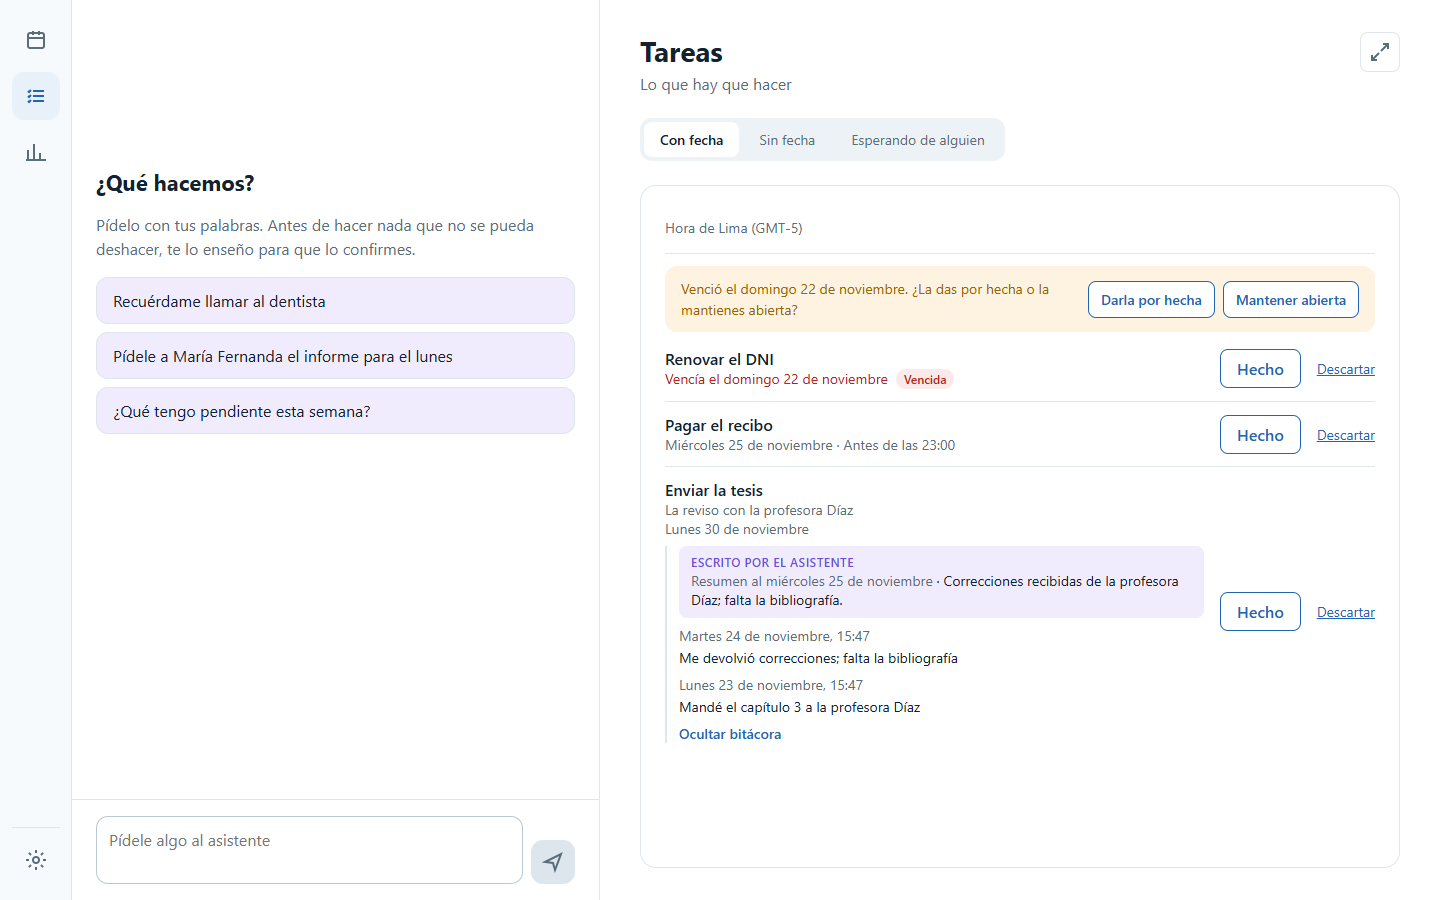 ¿Qué hacemos?
Pídelo con tus palabras. Antes de hacer nada que no se pueda
deshacer, te lo enseño para que lo confirmes.
Recuérdame llamar al dentista
Pídele a María Fernanda el informe para el lunes
¿Qué tengo pendiente esta semana?
Pídele algo al asistente
Tareas
Lo que hay que hacer
Con fecha
Sin fecha
Esperando de alguien
Hora de Lima (GMT-5)
Venció el domingo 22 de noviembre. ¿La das por hecha o la
mantienes abierta?
Darla por hecha
Mantener abierta
Renovar el DNI
Vencía el domingo 22 de noviembre
Vencida
Hecho
Descartar
Pagar el recibo
Miércoles 25 de noviembre · Antes de las 23:00
Hecho
Descartar
Enviar la tesis
La reviso con la profesora Díaz
Lunes 30 de noviembre
ESCRITO POR EL ASISTENTE
Resumen al miércoles 25 de noviembre · Correcciones recibidas de la profesora
Díaz; falta la bibliografía.
Martes 24 de noviembre, 15:47
Me devolvió correcciones; falta la bibliografía
Lunes 23 de noviembre, 15:47
Mandé el capítulo 3 a la profesora Díaz
Ocultar bitácora
Hecho
Descartar